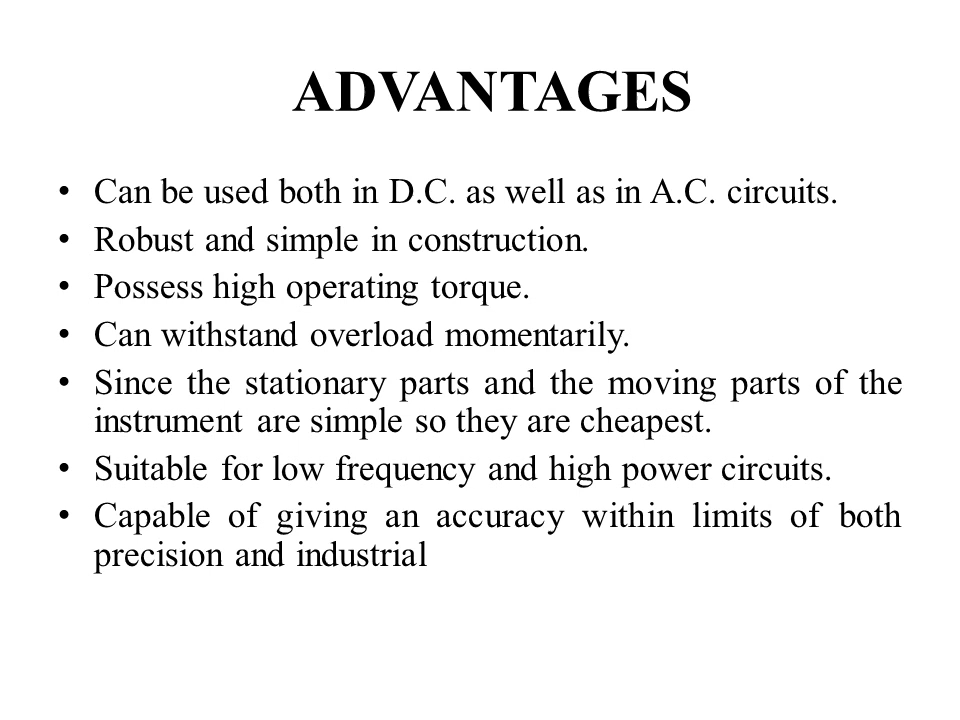 ADVANTAGES
• Can be used both in D.C. as well as in A.C. circuits.
• Robust and simple in construction.
• Possess high operating torque.
• Can withstand overload momentarily.
• Since the stationary parts and the moving parts of the
instrument are simple so they are cheapest.
• Suitable for low frequency and high power circuits.
• Capable of giving an accuracy within limits of both
precision and industrial